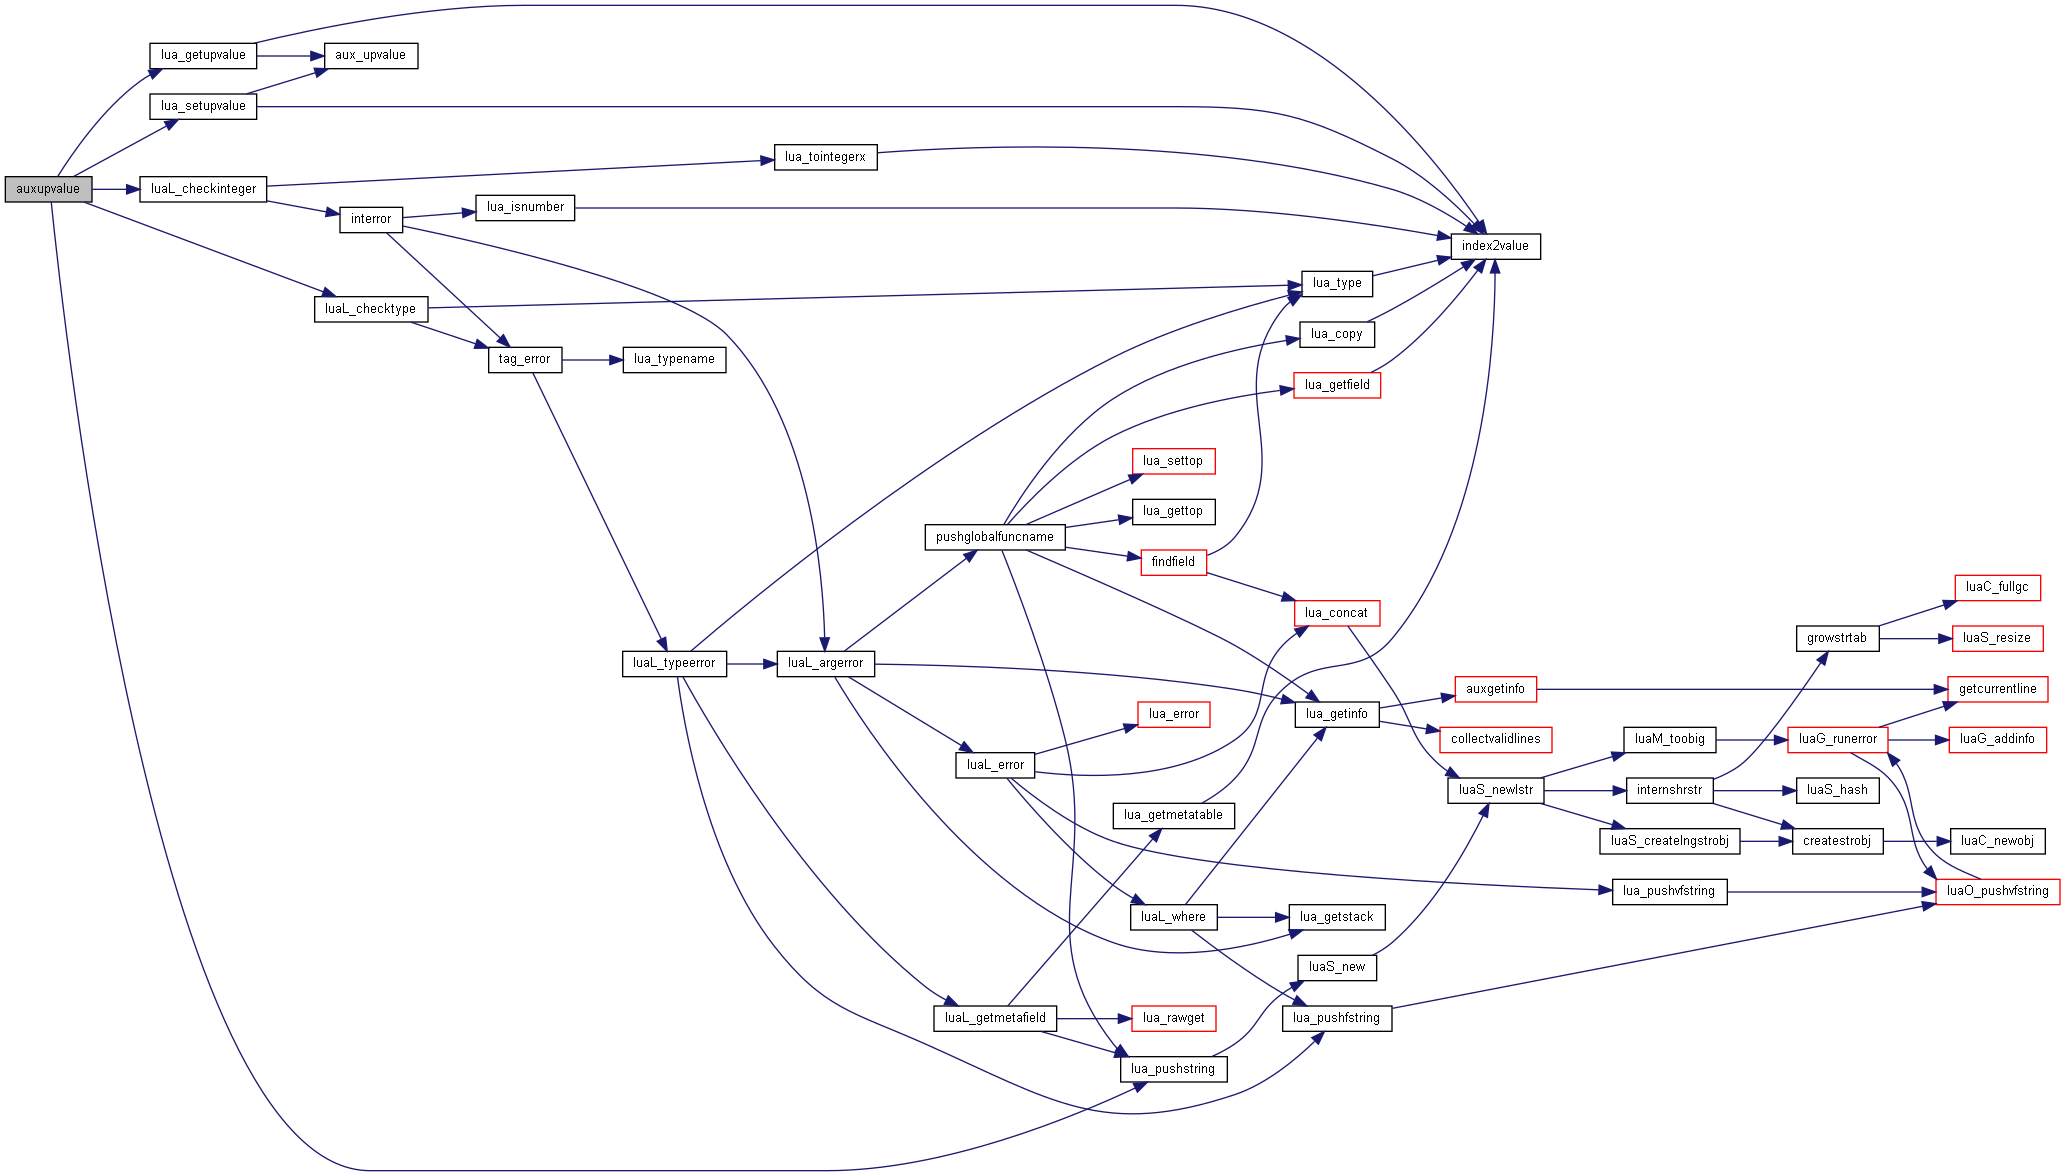 lua_getupvalue
aux_upvalue
lua_setupvalue
lua_tointegerx
auxupvalue
luaL_checkinteger
lua_isnumber
interror
index2value
lua_type
luaL_checktype
lua_copy
tag_error
lua_typename
lua_getfield
lua_settop
lua_gettop
pushglobalfuncname
findfield
luaC_fullgc
lua_concat
growstrtab
luaS_resize
luaL_typeerror
luaL_argerror
auxgetinfo
getcurrentline
lua_error
lua_getinfo
collectvalidlines
luaM_toobig
luaG_runerror
luaG_addinfo
luaL_error
luaS_newlstr
internshrstr
luaS_hash
lua_getmetatable
luaS_createlngstrobj
createstrobj
luaC_newobj
lua_pushvfstring
luaO_pushvfstring
luaL_where
lua_getstack
luaS_new
luaL_getmetafield
lua_rawget
lua_pushfstring
lua_pushstring